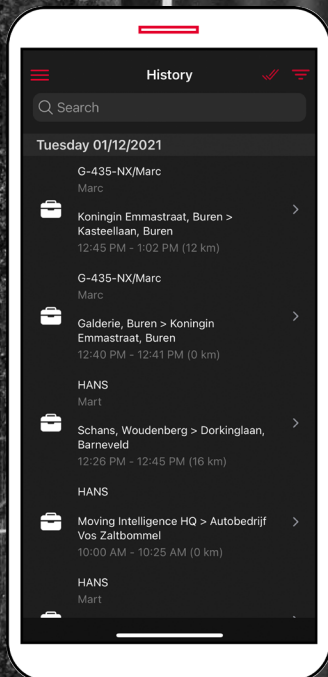 History
Search
Tuesday 01/12/2021
G-435-NX/Marc
Marc
Koningin Emmastraat, Buren >
Kasteellaan, Buren
12:45 PM - 1:02 PM (12 km)
G-435-NX/Marc
Marc
Galderie, Buren > Koningin
Emmastraat, Buren
12:40 PM - 12:41 PM (0 km)
HANS
Mart
Schans, Woudenberg > Dorkinglaan,
Barneveld
12:26 PM - 12:45 PM (16 km)
HANS
Moving Intelligence HQ > Autobedrijf
Vos Zaltbommel
10:00 AM - 10:25 AM (0 km)
HANS
Mart